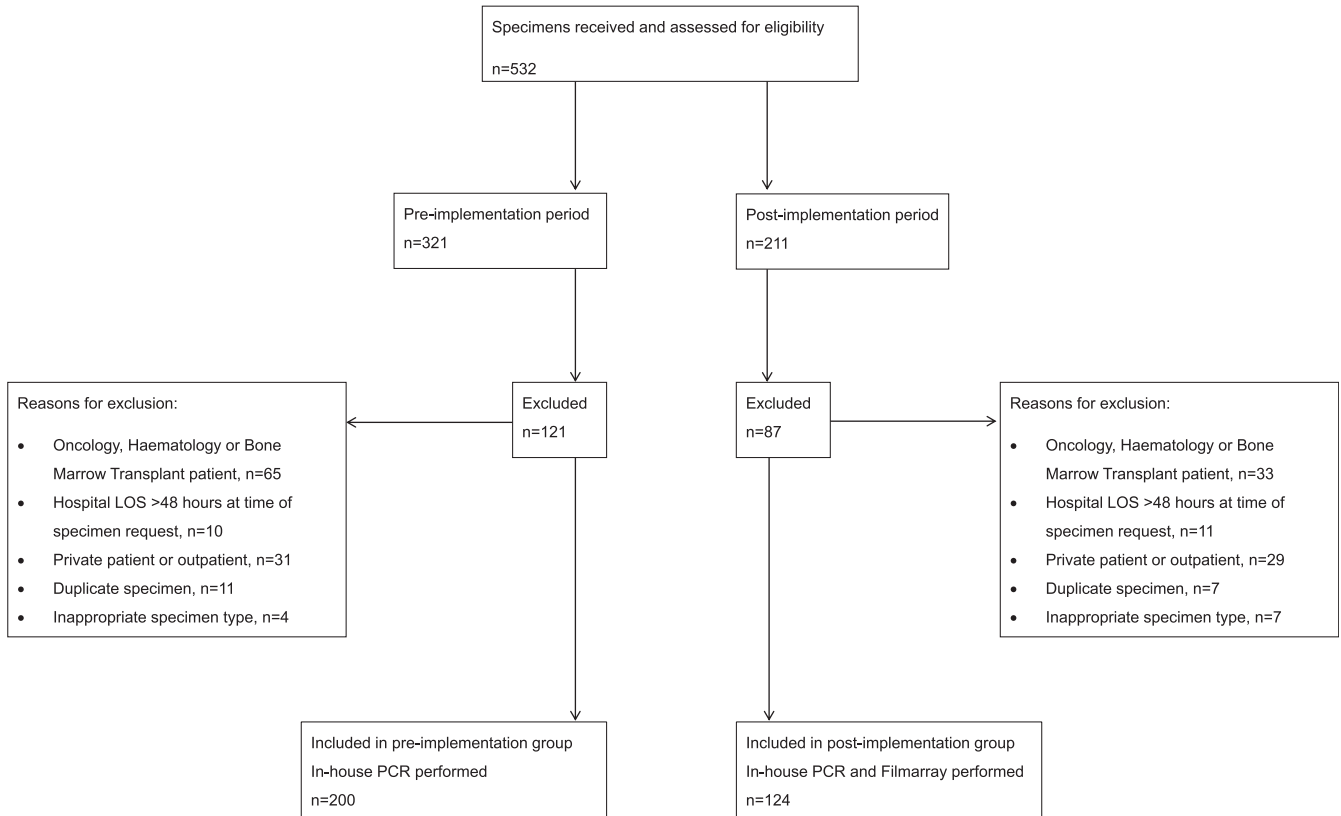 Specimens received and assessed for eligibility
n=532
Pre-implementation period
n=321
Post-implementation period
n=211
Reasons for exclusion:
• Oncology, Haematology or Bone
Marrow Transplant patient, n=65
• Hospital LOS >48 hours at time of
specimen request, n=10
• Private patient or outpatient, n=31
• Duplicate specimen, n=11
• Inappropriate specimen type, n=4
Excluded
n=121
Excluded
n=87
Reasons for exclusion:
• Oncology, Haematology or Bone
Marrow Transplant patient, n=33
• Hospital LOS >48 hours at time of
specimen request, n=11
• Private patient or outpatient, n=29
• Duplicate specimen, n=7
• Inappropriate specimen type, n=7
Included in pre-implementation group
In-house PCR performed
n=200
Included in post-implementation group
In-house PCR and Filmarray performed
n=124